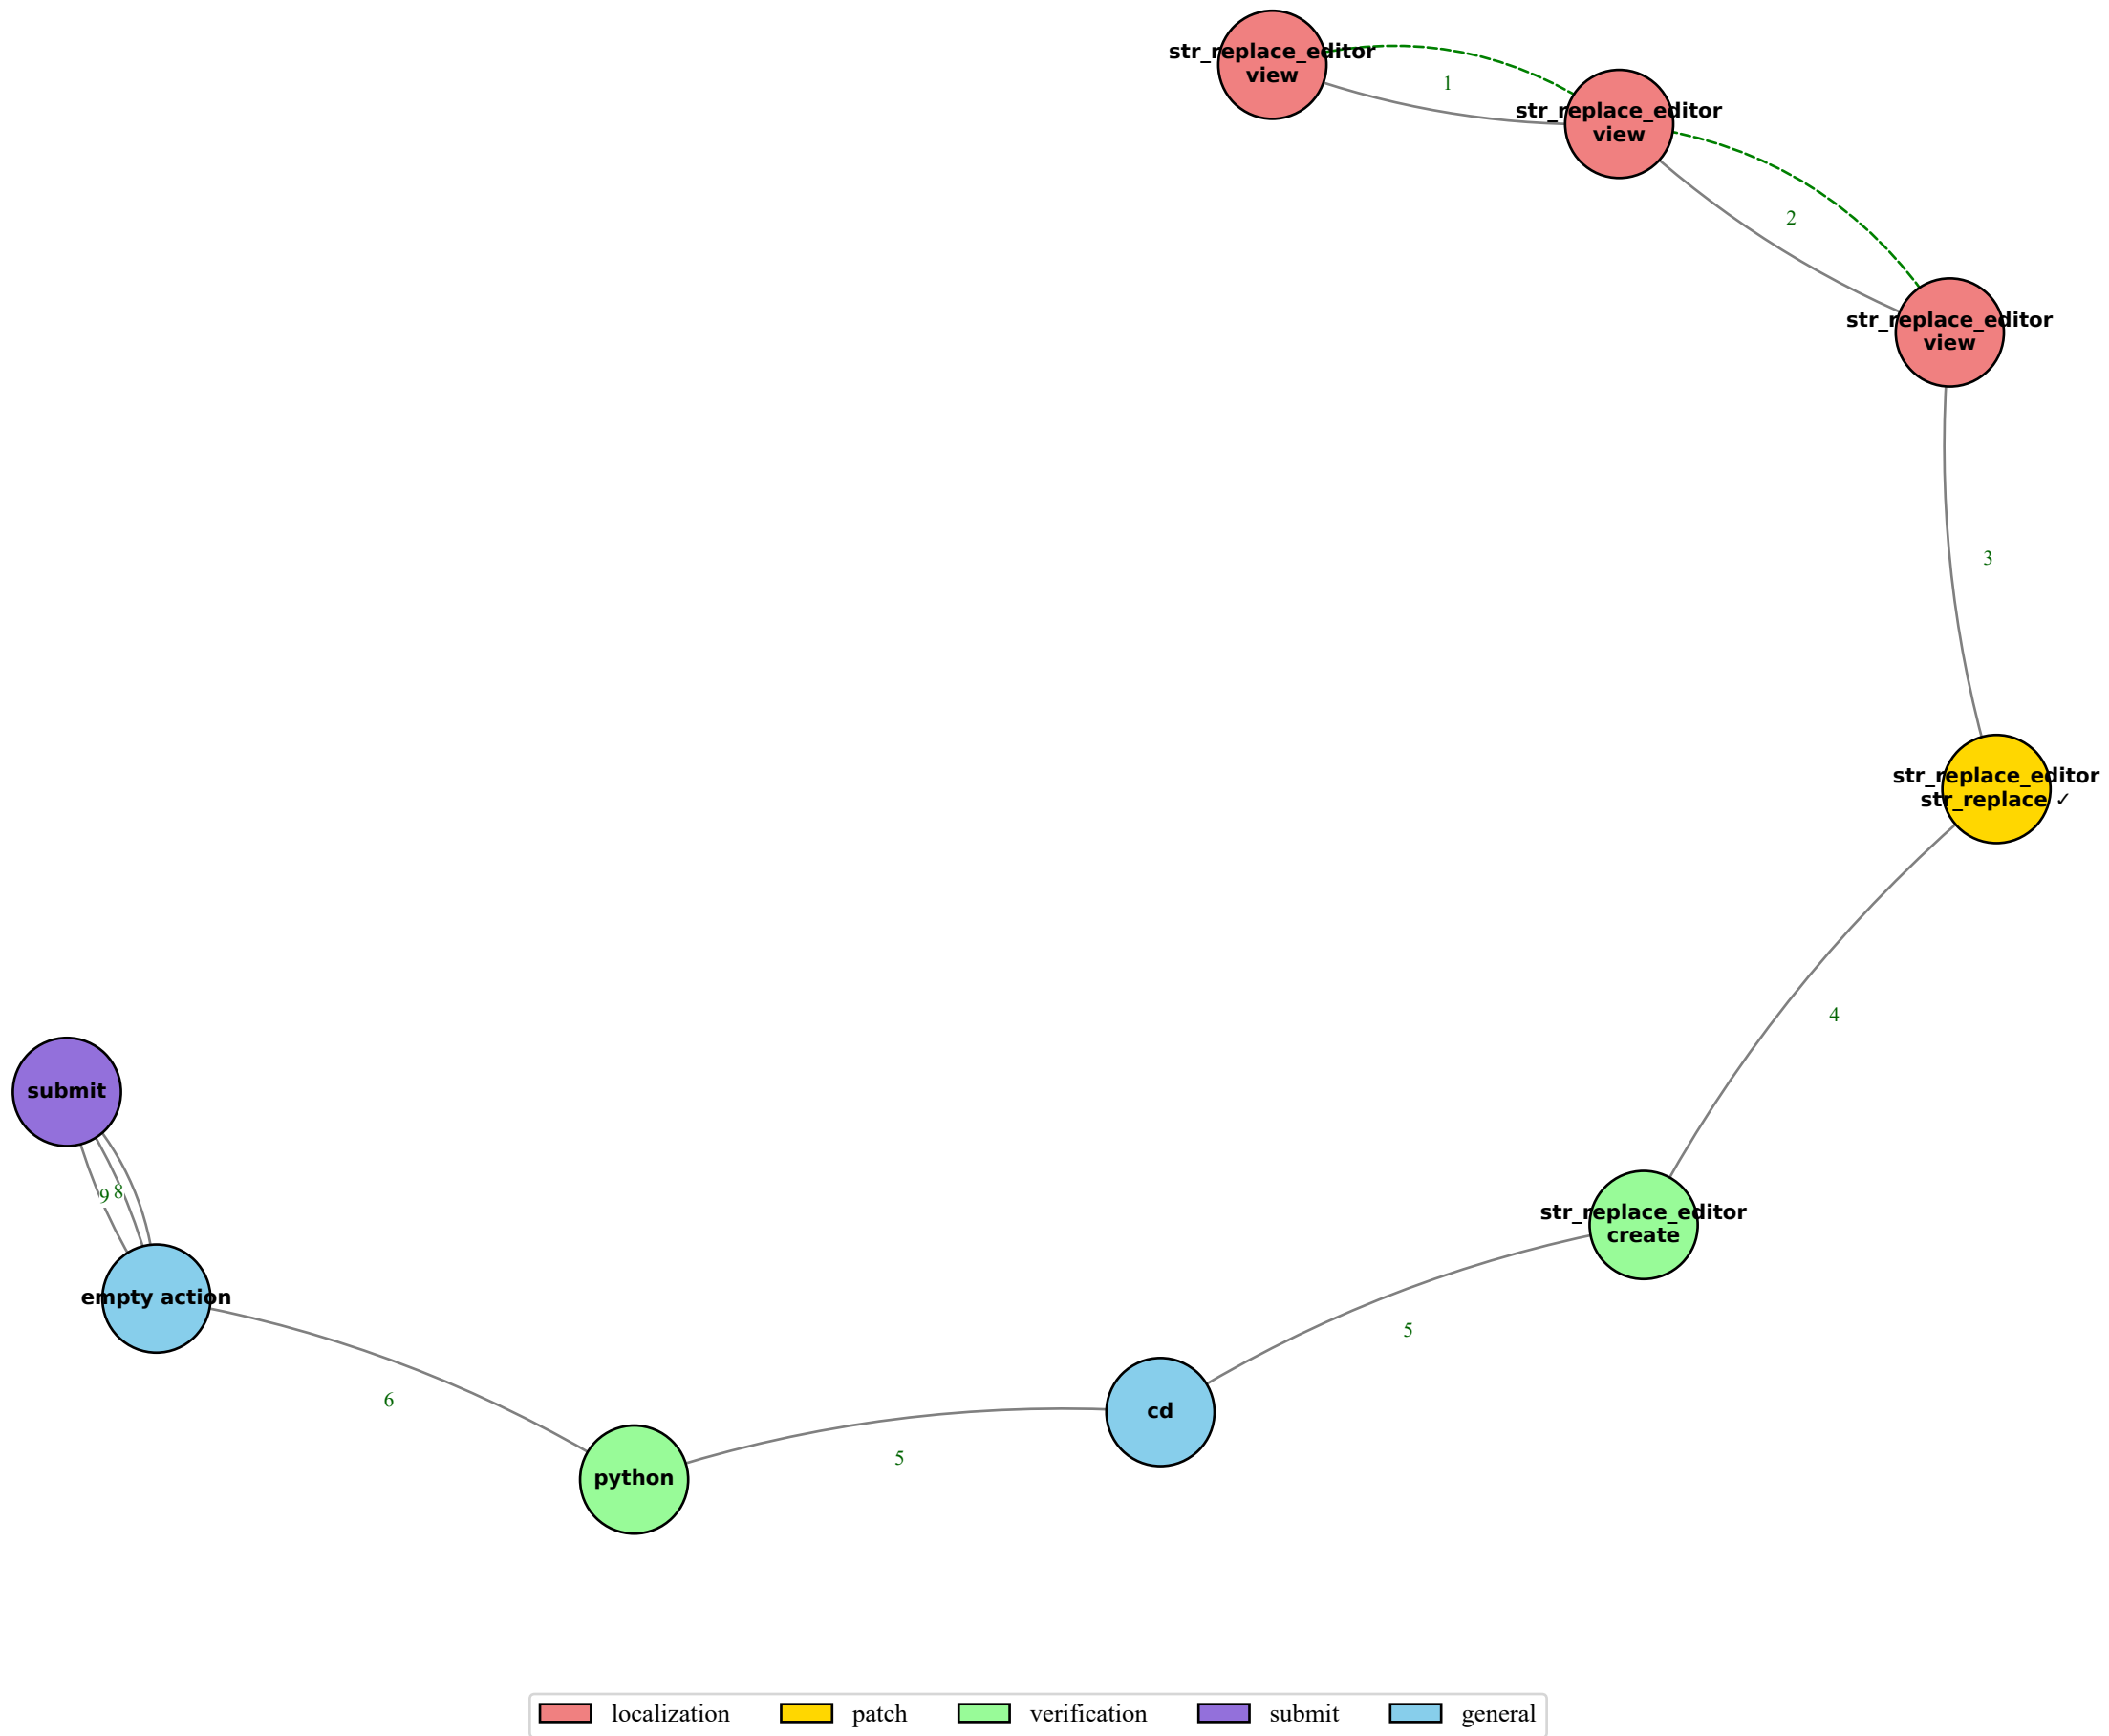 str_replace_editor
view
1
str_replace_editor
view
2
str_replace_editor
view
3
str_replace_editor
str_replace ✓
4
submit
9
8
str_replace_editor
create
empty action
5
6
cd
5
python
localization
patch
verification
submit
general